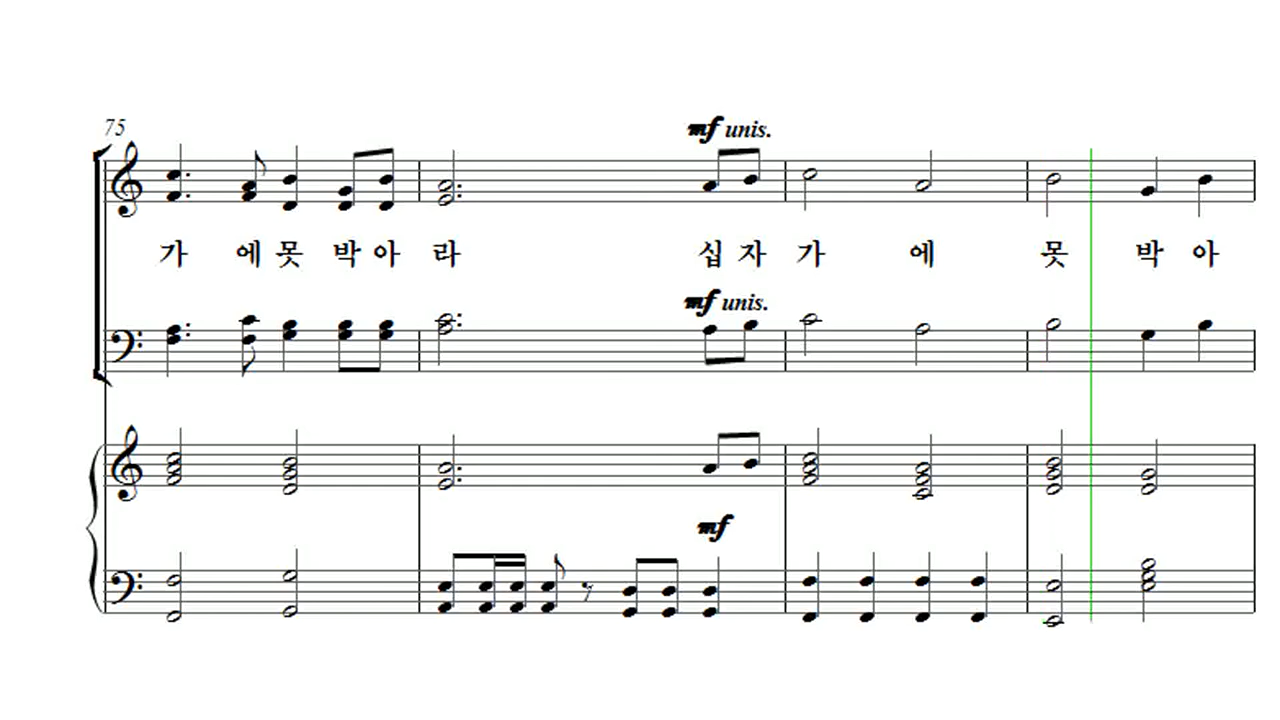 75
mf unis.
가 에 못 박 아 라 십 자 가 에 못 박 아
mf unis.
mf